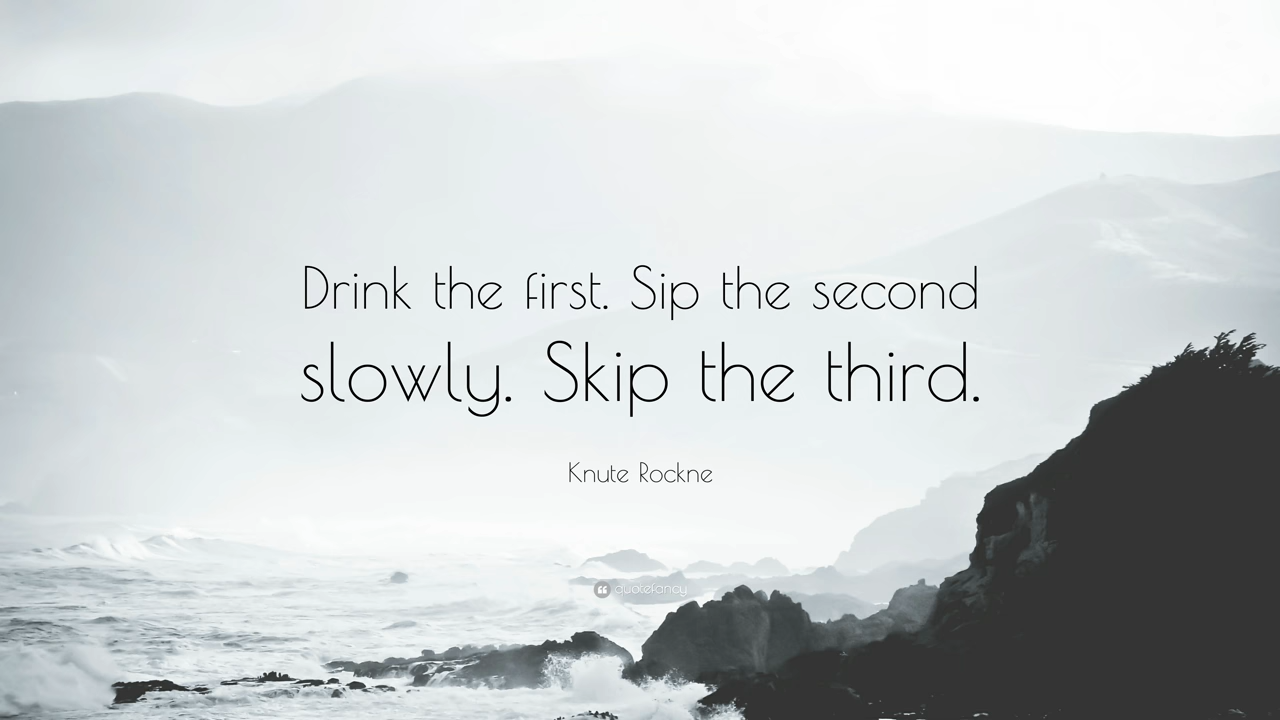 Drink the first. Sip the second
slowly. Skip the third.
Knute Rockne
quotefancy